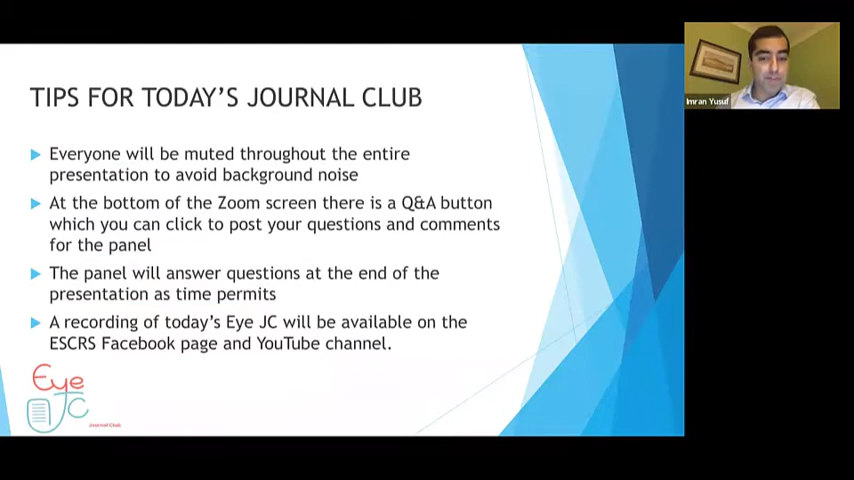 Imran Yusuf
TIPS FOR TODAY'S JOURNAL CLUB
Everyone will be muted throughout the entire
presentation to avoid background noise
At the bottom of the Zoom screen there is a Q&A button
which you can click to post your questions and comments
for the panel
The panel will answer questions at the end of the
presentation as time permits
A recording of today's Eye JC will be available on the
ESCRS Facebook page and YouTube channel.
Eye
JC
Journal Club